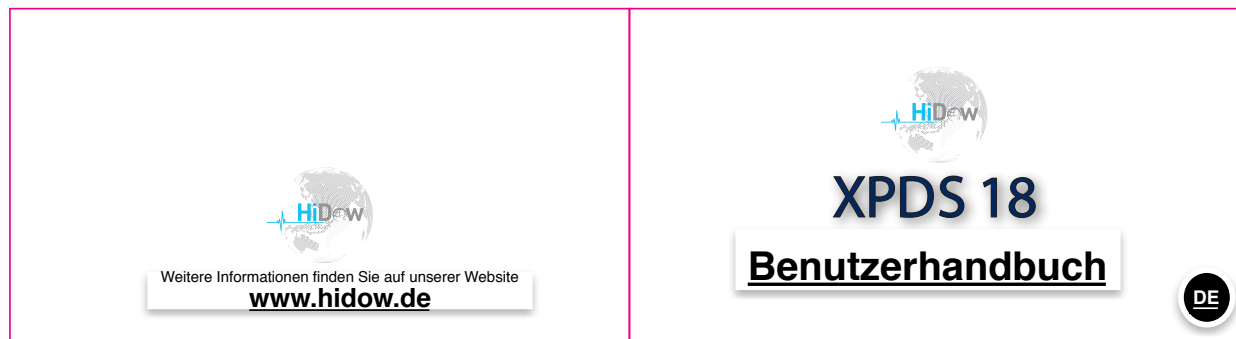 HiDow
Weitere Informationen finden Sie auf unserer Website
www.hidow.de
HiDow
XPDS 18
Benutzerhandbuch
DE